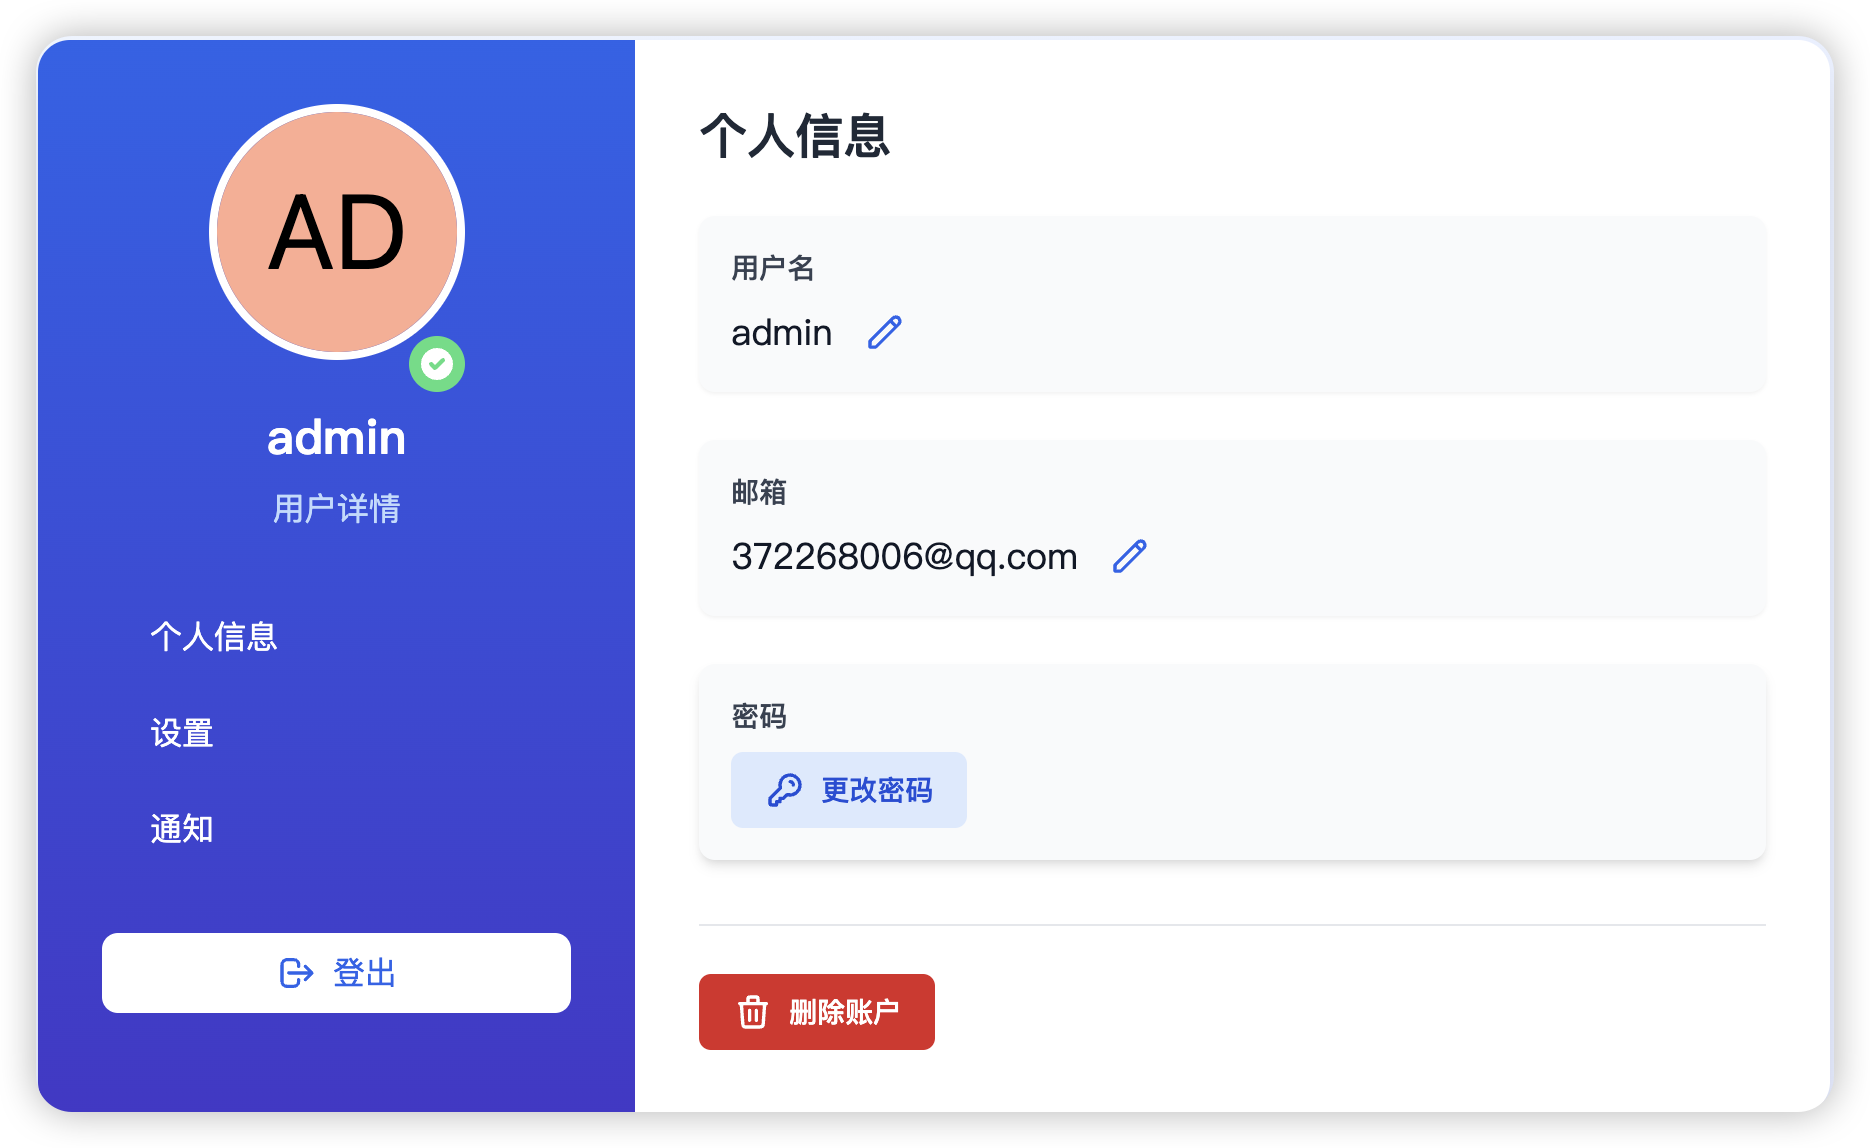 AD
admin
用户详情
个人信息
设置
通知
登出
个人信息
用户名
admin
邮箱
372268006@qq.com
密码
更改密码
删除账户